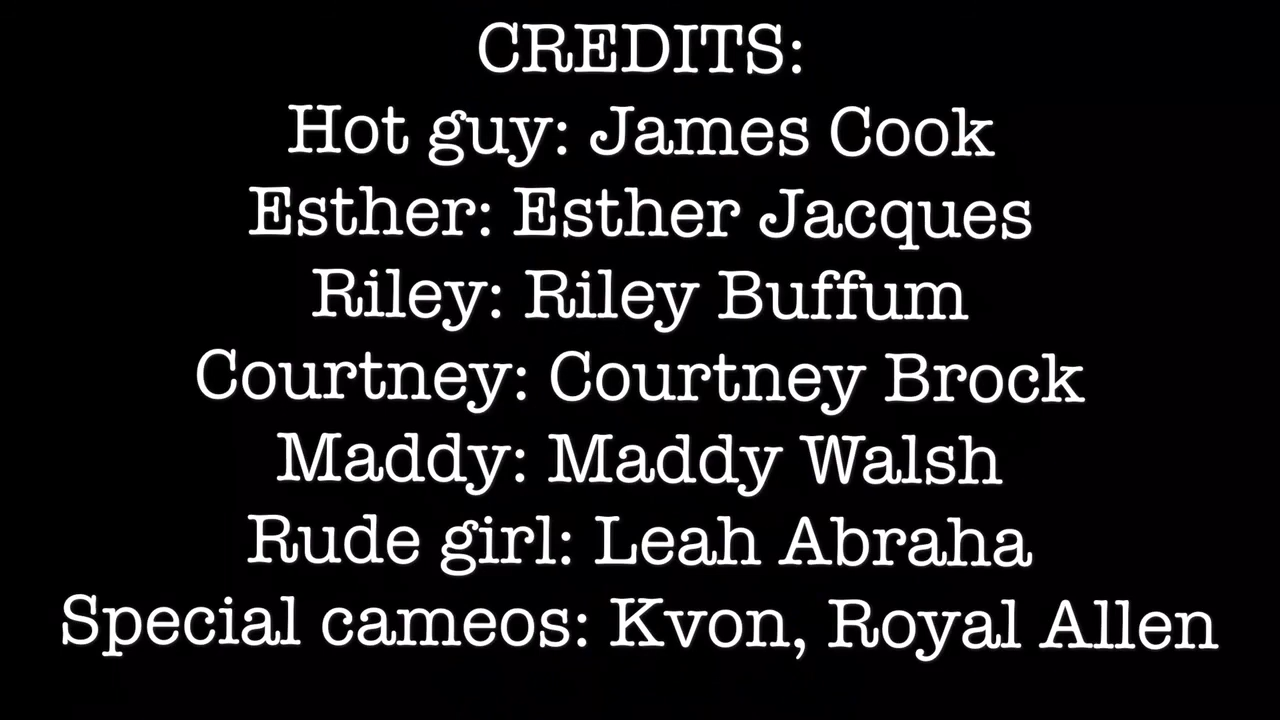 CREDITS:
Hot guy: James Cook
Esther: Esther Jacques
Riley: Riley Buffum
Courtney: Courtney Brock
Maddy: Maddy Walsh
Rude girl: Leah Abraha
Special cameos: Kvon, Royal Allen